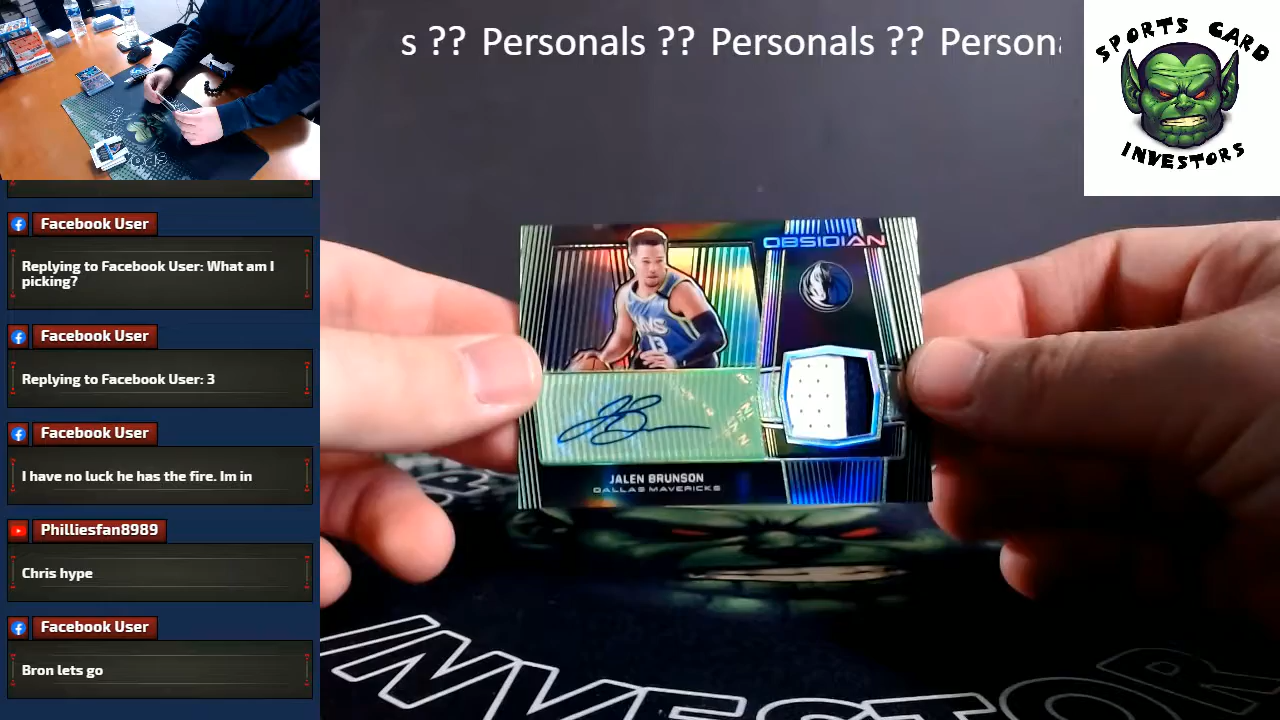 s ?? Personals ?? Personals ?? Person
SPORTS CARD
INVESTORS
Facebook User
Replying to Facebook User: What am I
picking?
Facebook User
Replying to Facebook User: 3
Facebook User
I have no luck he has the fire. Im in
Philliesfan8989
Chris hype
Facebook User
Bron lets go
OBSIDIAN
JALEN BRUNSON
DALLAS MAVERICKS
INVESTOR